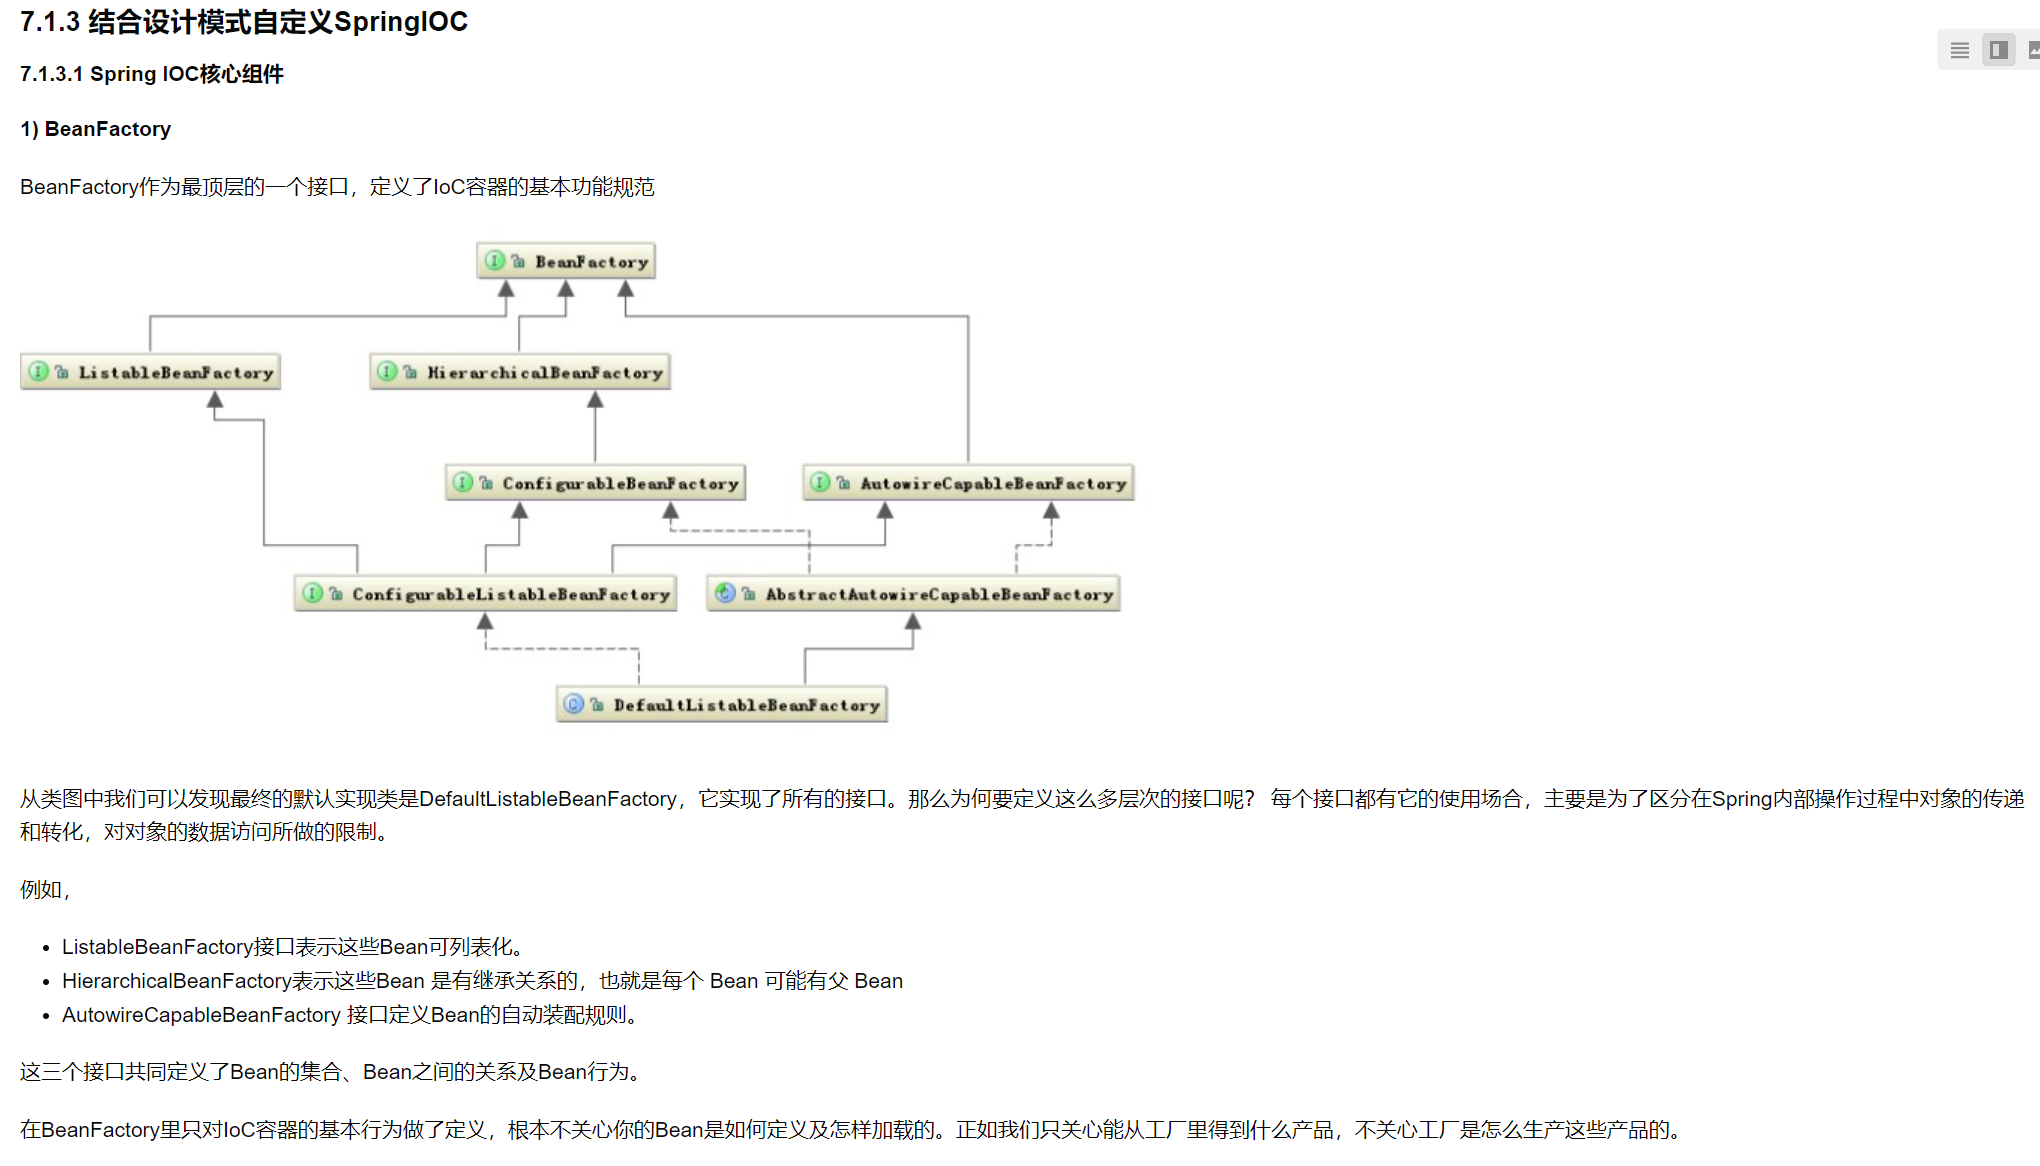 7.1.3 结合设计模式自定义SpringIOC
7.1.3.1 Spring IOC核心组件
1) BeanFactory
BeanFactory作为最顶层的一个接口，定义了IoC容器的基本功能规范
BeanFactory
ListableBeanFactory
HierarchicalBeanFactory
ConfigurableBeanFactory
AutowireCapableBeanFactory
ConfigurableListableBeanFactory
AbstractAutowireCapableBeanFactory
DefaultListableBeanFactory
从类图中我们可以发现最终的默认实现类是DefaultListableBeanFactory，它实现了所有的接口。那么为何要定义这么多层次的接口呢？ 每个接口都有它的使用场合，主要是为了区分在Spring内部操作过程中对象的传递
和转化，对对象的数据访问所做的限制。
例如，
• ListableBeanFactory接口表示这些Bean可列表化。
• HierarchicalBeanFactory表示这些Bean 是有继承关系的，也就是每个 Bean 可能有父 Bean
• AutowireCapableBeanFactory 接口定义Bean的自动装配规则。
这三个接口共同定义了Bean的集合、Bean之间的关系及Bean行为。
在BeanFactory里只对IoC容器的基本行为做了定义，根本不关心你的Bean是如何定义及怎样加载的。正如我们只关心能从工厂里得到什么产品，不关心工厂是怎么生产这些产品的。